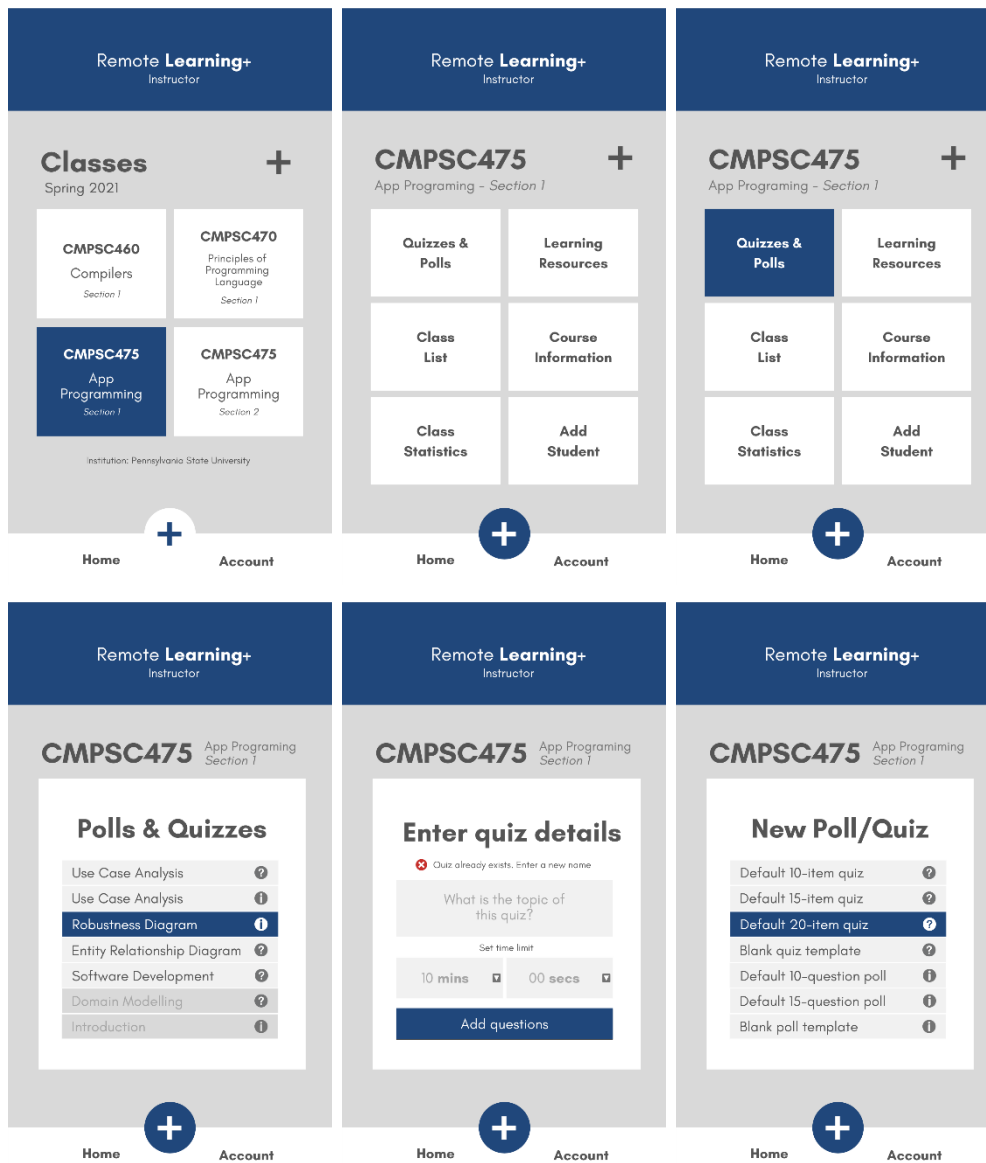 Remote Learning+
Instructor
Classes
Spring 2021
CMPSC460
Compilers
Section 1
CMPSC470
Principles of
Programming
Language
Section 1
CMPSC475
App
Programming
Section 1
CMPSC475
App
Programming
Section 2
Institution: Pennsylvania State University
Home
Account
Remote Learning+
Instructor
CMPSC475
App Programing - Section 1
Quizzes &
Polls
Learning
Resources
Class
List
Course
Information
Class
Statistics
Add
Student
Home
Account
Remote Learning+
Instructor
CMPSC475
App Programing - Section 1
Quizzes &
Polls
Learning
Resources
Class
List
Course
Information
Class
Statistics
Add
Student
Home
Account
Remote Learning+
Instructor
CMPSC475
App Programing
Section 1
Polls & Quizzes
Use Case Analysis
Use Case Analysis
Robustness Diagram
Entity Relationship Diagram
Software Development
Domain Modelling
Introduction
Home
Account
Remote Learning+
Instructor
CMPSC475
App Programing
Section 1
Enter quiz details
Quiz already exists. Enter a new name
What is the topic of
this quiz?
Set time limit
10 mins
00 secs
Add questions
Home
Account
Remote Learning+
Instructor
CMPSC475
App Programing
Section 1
New Poll/Quiz
Default 10-item quiz
Default 15-item quiz
Default 20-item quiz
Blank quiz template
Default 10-question poll
Default 15-question poll
Blank poll template
Home
Account